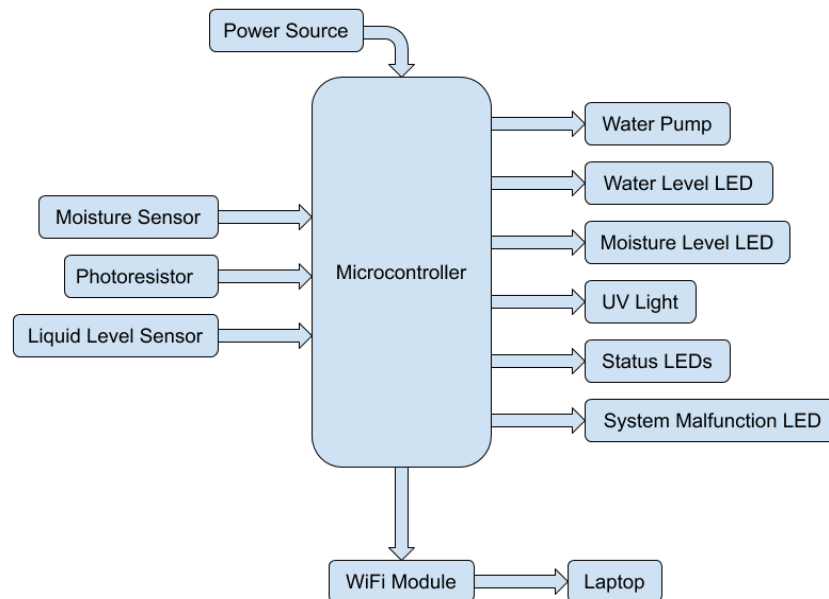 Power Source
Water Pump
Water Level LED
Moisture Sensor
Moisture Level LED
Photoresistor
Microcontroller
UV Light
Liquid Level Sensor
Status LEDs
System Malfunction LED
WiFi Module
Laptop